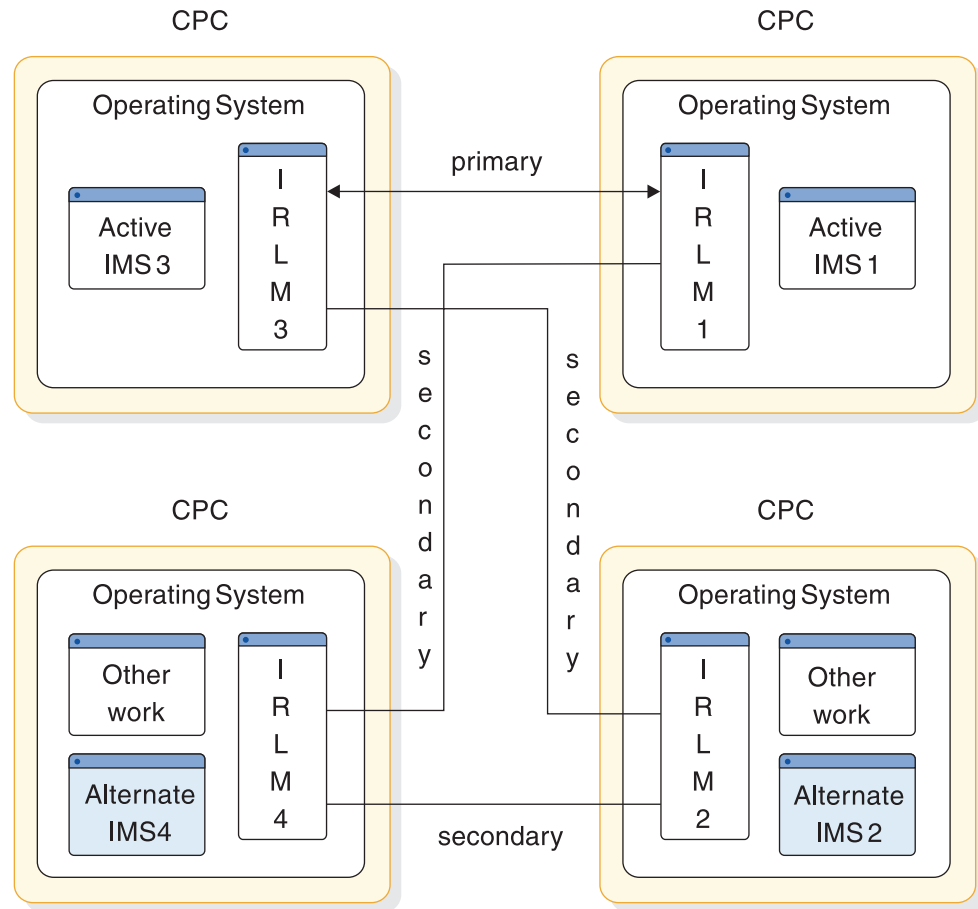 CPC
Operating System
Active
IMS 3
I
R
L
M
3
primary
CPC
Operating System
I
R
L
M
1
Active
IMS 1
s
e
c
o
n
d
a
r
y
s
e
c
o
n
d
a
r
y
CPC
Operating System
Other
work
Alternate
IMS4
I
R
L
M
4
secondary
CPC
Operating System
I
R
L
M
2
Other
work
Alternate
IMS 2